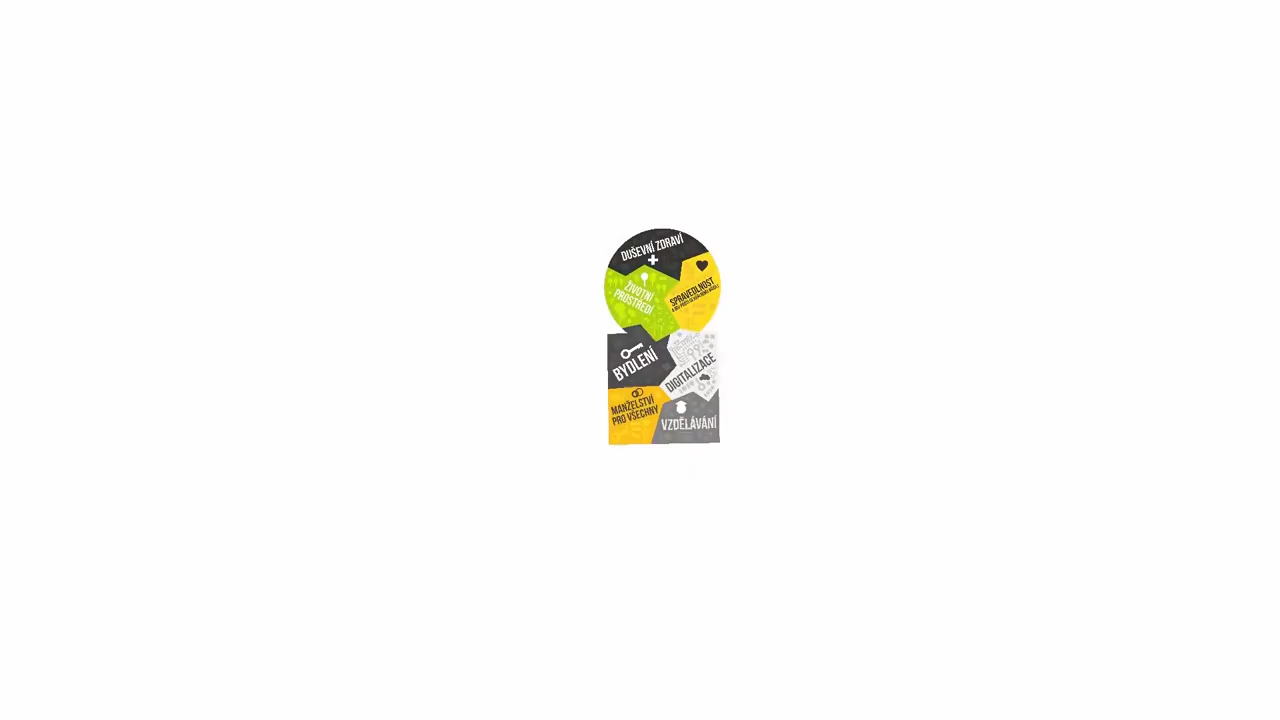 DUŠEVNÍ ZDRAVÍ
ŽIVOTNÍ
PROSTŘEDÍ
SPRAVEDLNOST
BYDLENÍ
DIGITALIZACE
MANŽELSTVÍ
PRO VŠECHNY
VZDĚLÁVÁNÍ